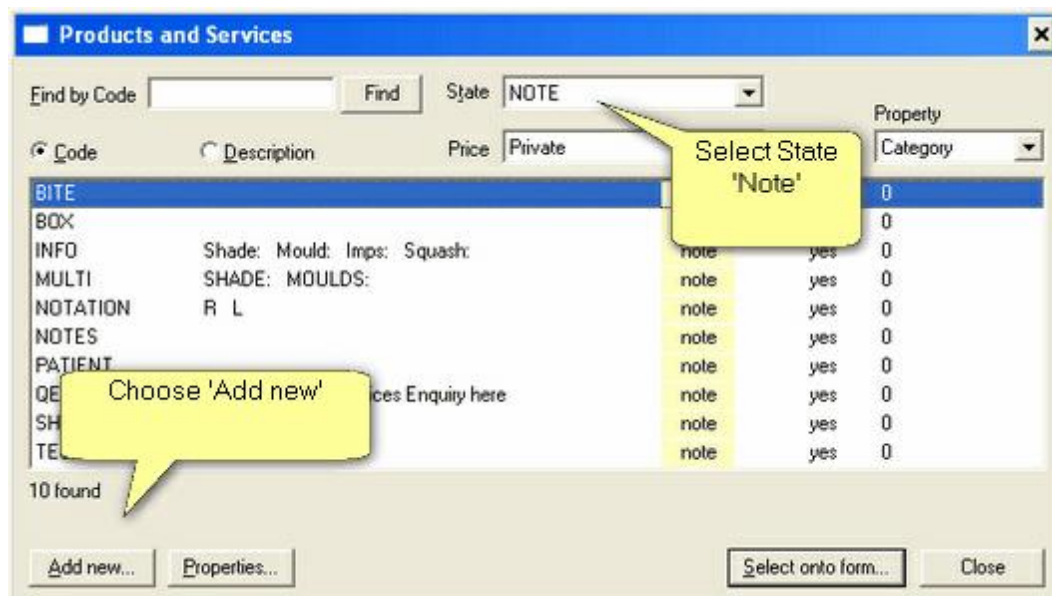 Products and Services
Find by Code Find State NOTE
Property
Code Description Price Private Category
Select State
'Note'
BITE 0
BOX 0
INFO Shade: Mould: Imps: Squash: note yes 0
MULTI SHADE: MOULDS: note yes 0
NOTATION R L note yes 0
NOTES note yes 0
PATIENT note yes 0
Choose 'Add new'
Enquiry here note yes 0
note yes 0
note yes 0
10 found
Add new... Properties... Select onto form... Close